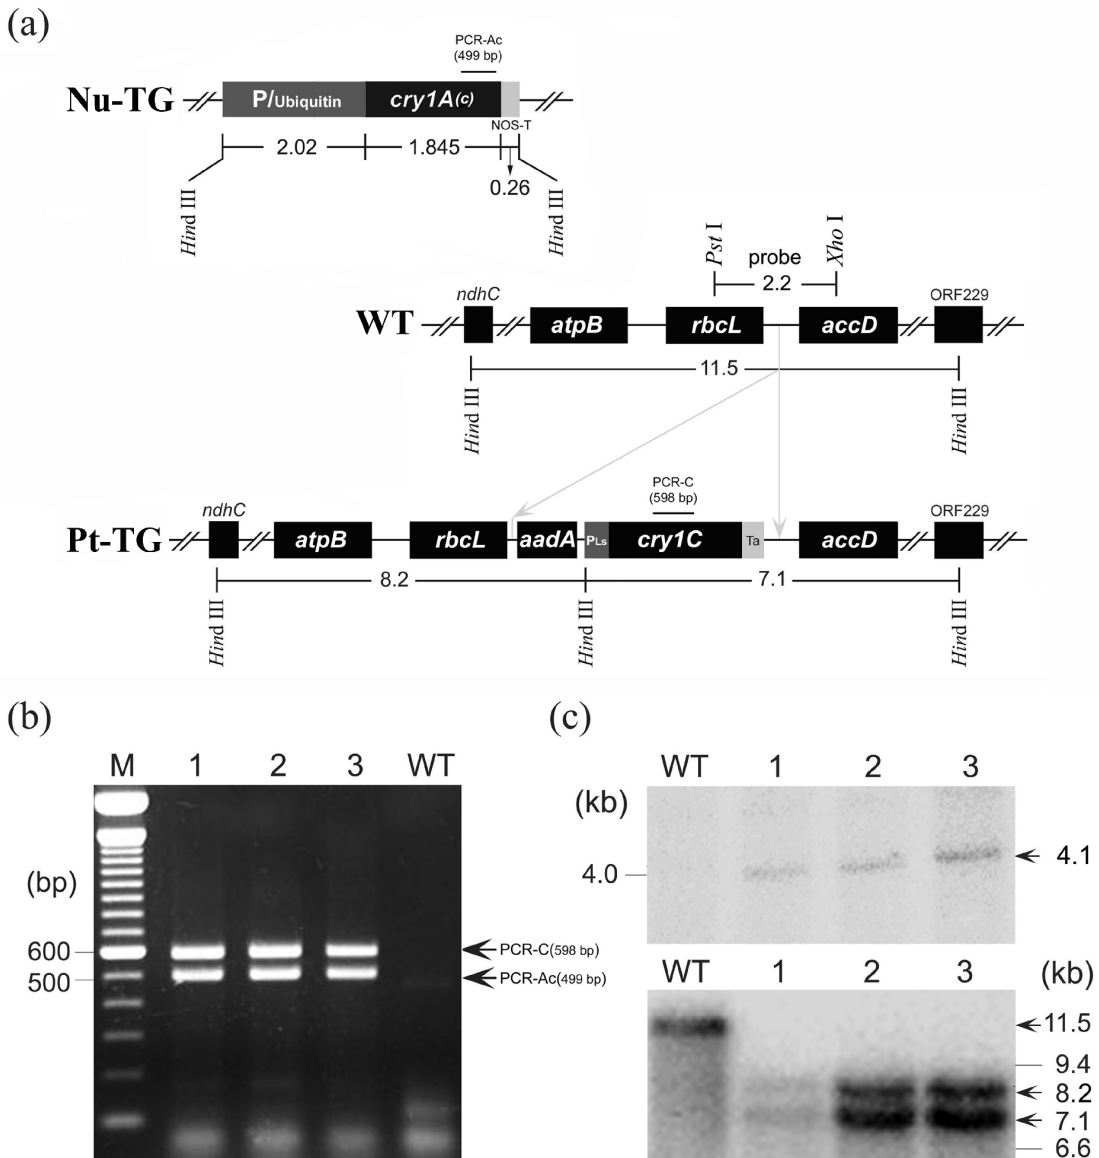 (a)
PCR-Ac
(499 bp)
Nu-TG
P/Ubiquitin
cry1A(c)
NOS-T
2.02
1.845
0.26
Hind III
Hind III
Pst I
Xho I
probe
2.2
WT
ndhC
atpB
rbcL
accD
ORF229
11.5
Hind III
Hind III
PCR-C
(598 bp)
Pt-TG
ndhC
atpB
rbcL
aadA
PLs
cry1C
Ta
accD
ORF229
8.2
7.1
Hind III
Hind III
Hind III
(b)
M 1 2 3 WT
(bp)
600
500
PCR-C(598 bp)
PCR-Ac(499 bp)
(c)
WT 1 2 3
(kb)
4.0
4.1
WT 1 2 3 (kb)
11.5
9.4
8.2
7.1
6.6